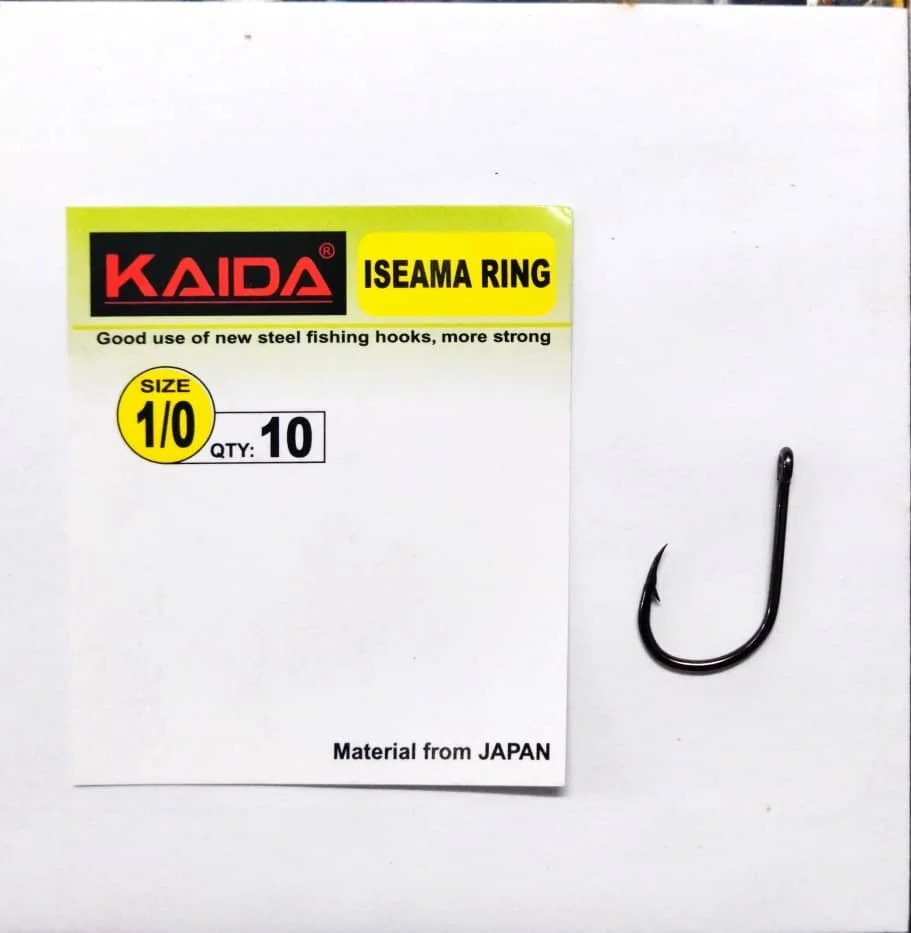 KAIDA®
ISEAMA RING
Good use of new steel fishing hooks, more strong
SIZE
1/0
QTY: 10
Material from JAPAN